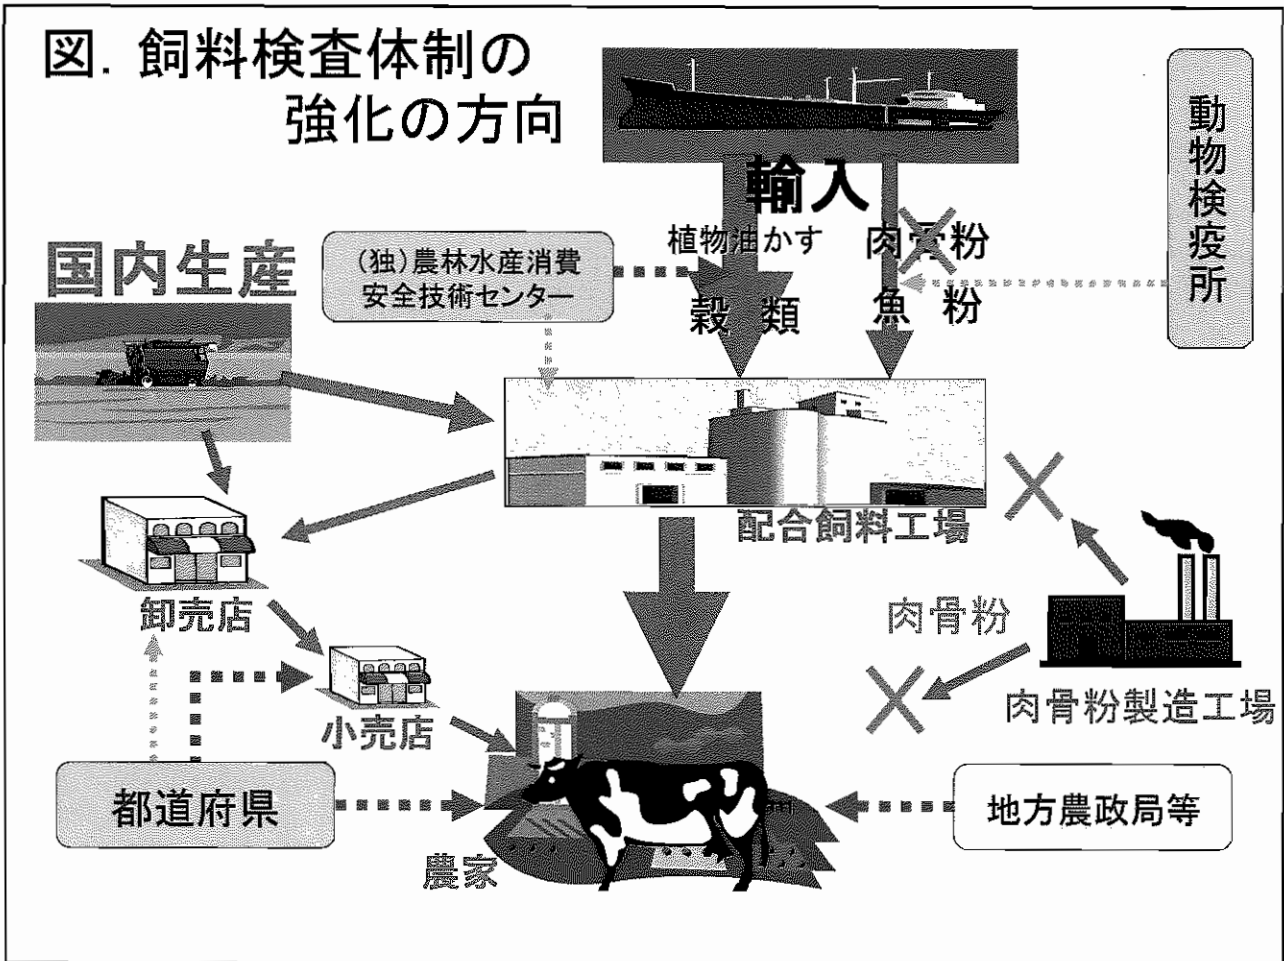 図. 飼料検査体制の
強化の方向
動物検疫所
輸入
植物油かす
肉骨粉
穀類
魚粉
国内生産
(独)農林水産消費
安全技術センター
配合飼料工場
卸売店
肉骨粉
小売店
肉骨粉製造工場
都道府県
地方農政局等
農家